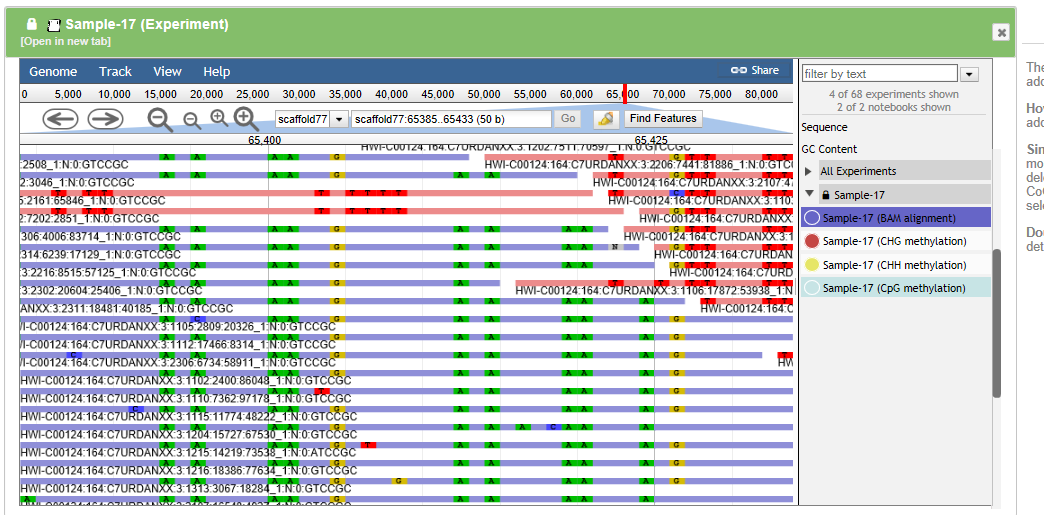 Sample-17 (Experiment)
[Open in new tab]
Genome Track View Help Share
0 5,000 10,000 15,000 20,000 25,000 30,000 35,000 40,000 45,000 50,000 55,000 60,000 65,000 70,000 75,000 80,000
scaffold77 scaffold77:65385..65433 (50 b) Go Find Features
65,400 65,425
HWI-C00124:164:C7URDANXX:3:1202:7511:70597_1:N:0:GTCCGC
A A A A G A A G T T T T
:2508_1:N:0:GTCCGC HWI-C00124:164:C7URDANXX:3:2206:7441:81886_1:N:0:GTCCGC
:2:3046_1:N:0:GTCCGC HWI-C00124:164:C7URDANXX:3:2107:4
5:2161:65846_1:N:0:GTCCGC HWI-C00124:164:C7URDANXX:3:110
:7202:2851_1:N:0:GTCCGC HWI-C00124:164:C7URDANXX:3:
306:4006:83714_1:N:0:GTCCGC HWI-C00124:164:C7URDANXX:3:1
314:6239:17129_1:N:0:GTCCGC HWI-C00124:164:C7URDANXX:
3:2216:8515:57125_1:N:0:GTCCGC HWI-C00124:164:C7URD
3:2302:20604:25406_1:N:0:GTCCGC HWI-C00124:164:C7URDANXX:3:1106:17872:53938_1:N
ANXX:3:2311:18481:40185_1:N:0:GTCCGC HWI-C00124:164:C
/I-C00124:164:C7URDANXX:3:1105:2809:20326_1:N:0:GTCCGC
/I-C00124:164:C7URDANXX:3:1112:17466:8314_1:N:0:GTCCGC
/I-C00124:164:C7URDANXX:3:2306:6734:58911_1:N:0:GTCCGC HW
HWI-C00124:164:C7URDANXX:3:1102:2400:86048_1:N:0:GTCCGC
HWI-C00124:164:C7URDANXX:3:1110:7362:97178_1:N:0:GTCCGC
HWI-C00124:164:C7URDANXX:3:1115:11774:48222_1:N:0:GTCCGC
HWI-C00124:164:C7URDANXX:3:1204:15727:67530_1:N:0:GTCCGC
HWI-C00124:164:C7URDANXX:3:1215:14219:73538_1:N:0:ATCCGC
HWI-C00124:164:C7URDANXX:3:1216:18386:77634_1:N:0:GTCCGC
HWI-C00124:164:C7URDANXX:3:1313:3067:18284_1:N:0:GTCCGC
filter by text
4 of 68 experiments shown
2 of 2 notebooks shown
Sequence
GC Content
All Experiments
Sample-17
Sample-17 (BAM alignment)
Sample-17 (CHG methylation)
Sample-17 (CHH methylation)
Sample-17 (CpG methylation)